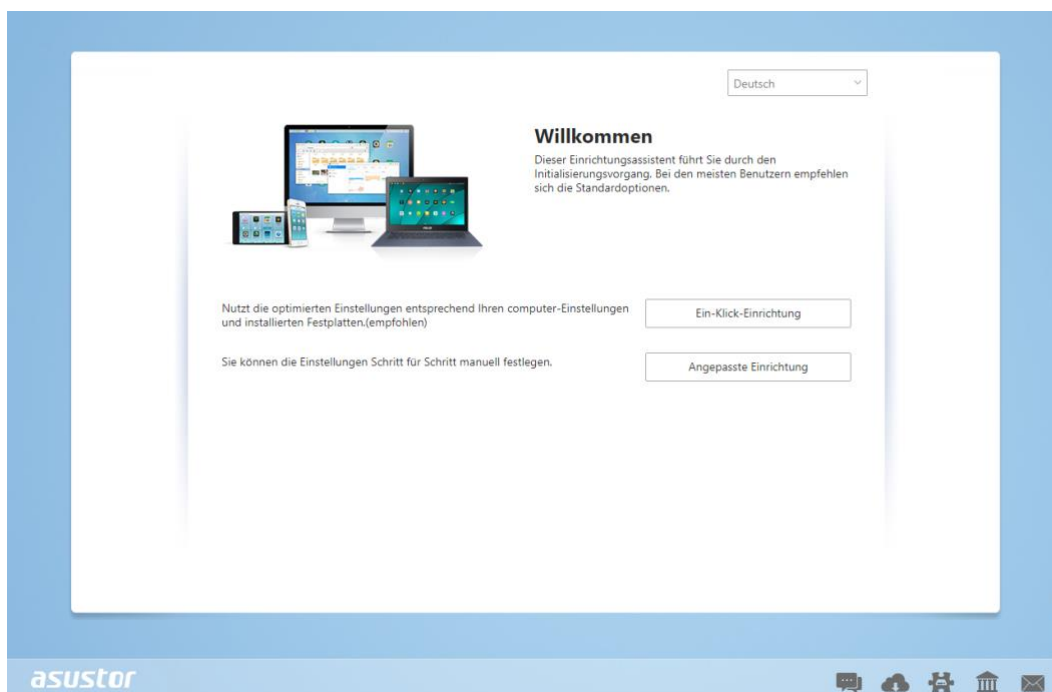 Deutsch
Willkommen
Dieser Einrichtungsassistent führt Sie durch den
Initialisierungsvorgang. Bei den meisten Benutzern empfehlen
sich die Standardoptionen.
Nutzt die optimierten Einstellungen entsprechend Ihren computer-Einstellungen
und installierten Festplatten.(empfohlen)
Ein-Klick-Einrichtung
Sie können die Einstellungen Schritt für Schritt manuell festlegen.
Angepasste Einrichtung
asustor